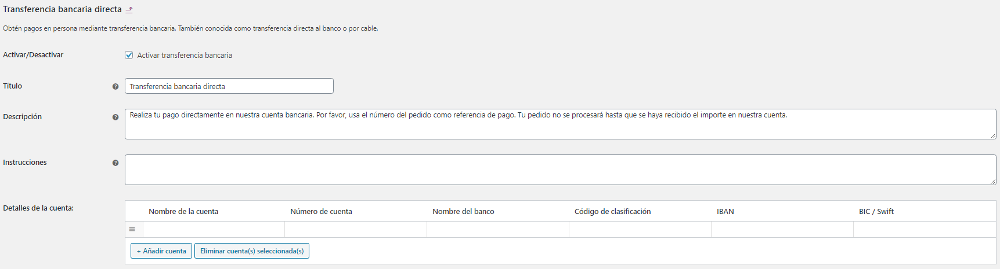 Transferencia bancaria directa
Obtén pagos en persona mediante transferencia bancaria. También conocida como transferencia directa al banco o por cable.
Activar/Desactivar Activar transferencia bancaria
Título Transferencia bancaria directa
Descripción Realiza tu pago directamente en nuestra cuenta bancaria. Por favor, usa el número del pedido como referencia de pago. Tu pedido no se procesará hasta que se haya recibido el importe en nuestra cuenta.
Instrucciones
Detalles de la cuenta: Nombre de la cuenta Número de cuenta Nombre del banco Código de clasificación IBAN BIC / Swift
+ Añadir cuenta Eliminar cuenta(s) seleccionada(s)